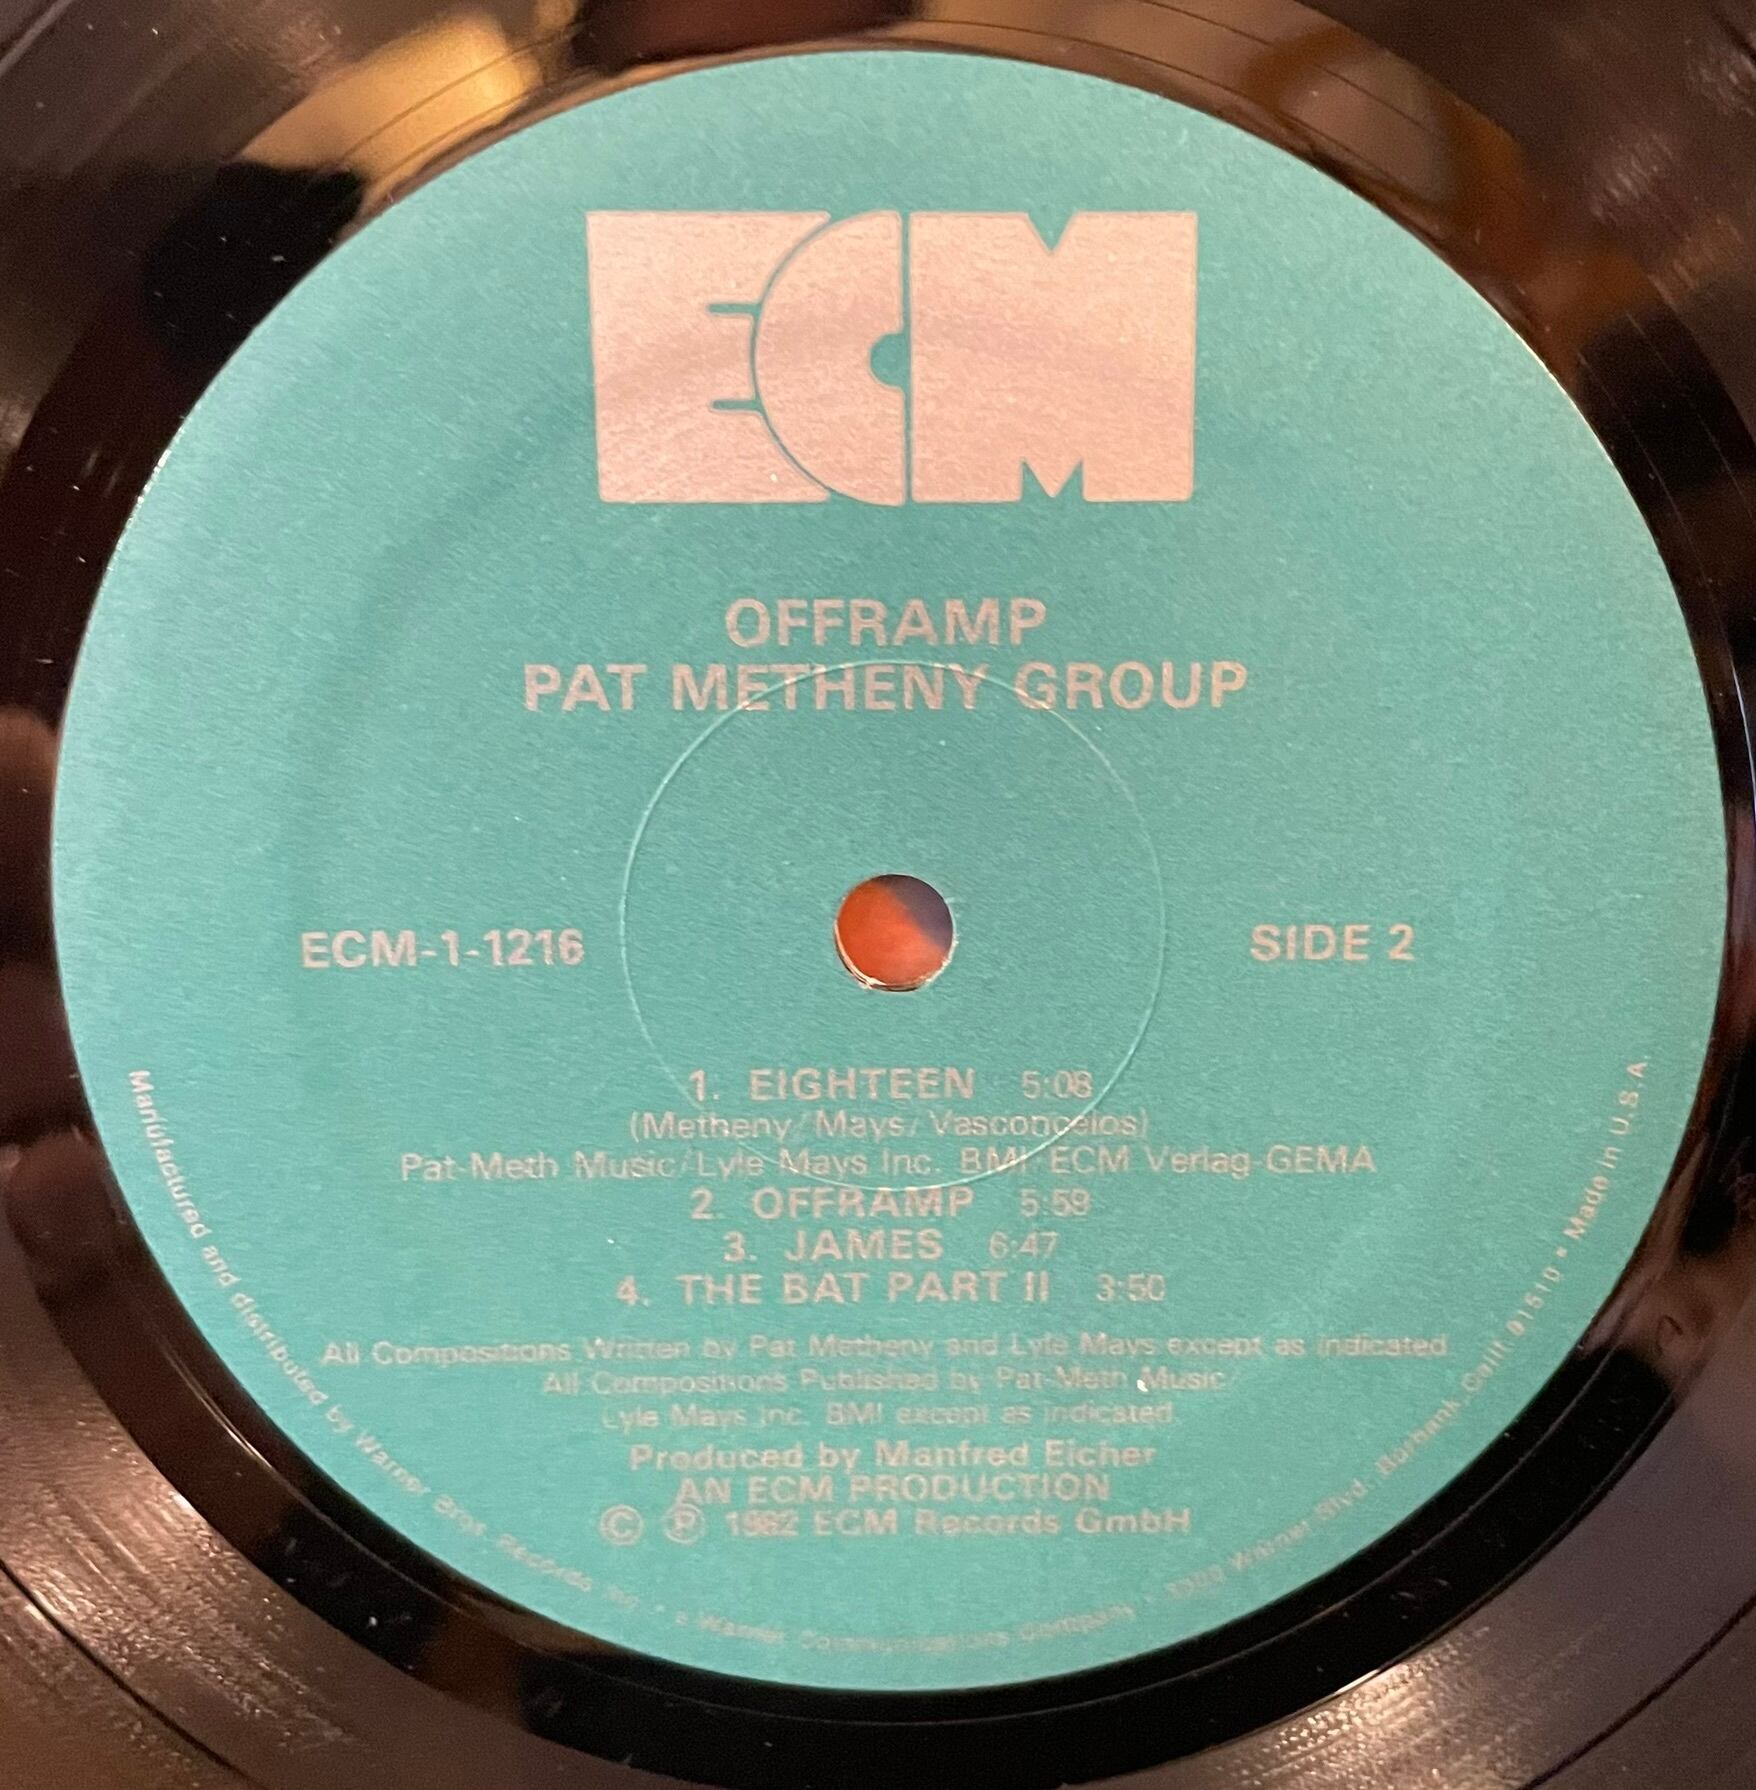 ECM
OFFRAMP
PAT METHENY GROUP
ECM-1-1216
SIDE 2
1. EIGHTEEN 5:08
(Metheny/Mays/Vasconcelos)
Pat-Meth Music/Lyle Mays Inc. BMI/ECM Verlag-GEMA
2. OFFRAMP 5:59
3. JAMES 6:47
4. THE BAT PART II 3:50
All Compositions Written by Pat Metheny and Lyle Mays except as indicated
All Compositions Published by Pat-Meth Music/
Lyle Mays Inc. BMI except as indicated.
Produced by Manfred Eicher
AN ECM PRODUCTION
© ℗ 1982 ECM Records GmbH
Manufactured and distributed by Warner Bros. Records Inc. • a Warner Communications Company • 3300 Warner Blvd. Burbank, Calif. 91510 • Made in U.S.A.